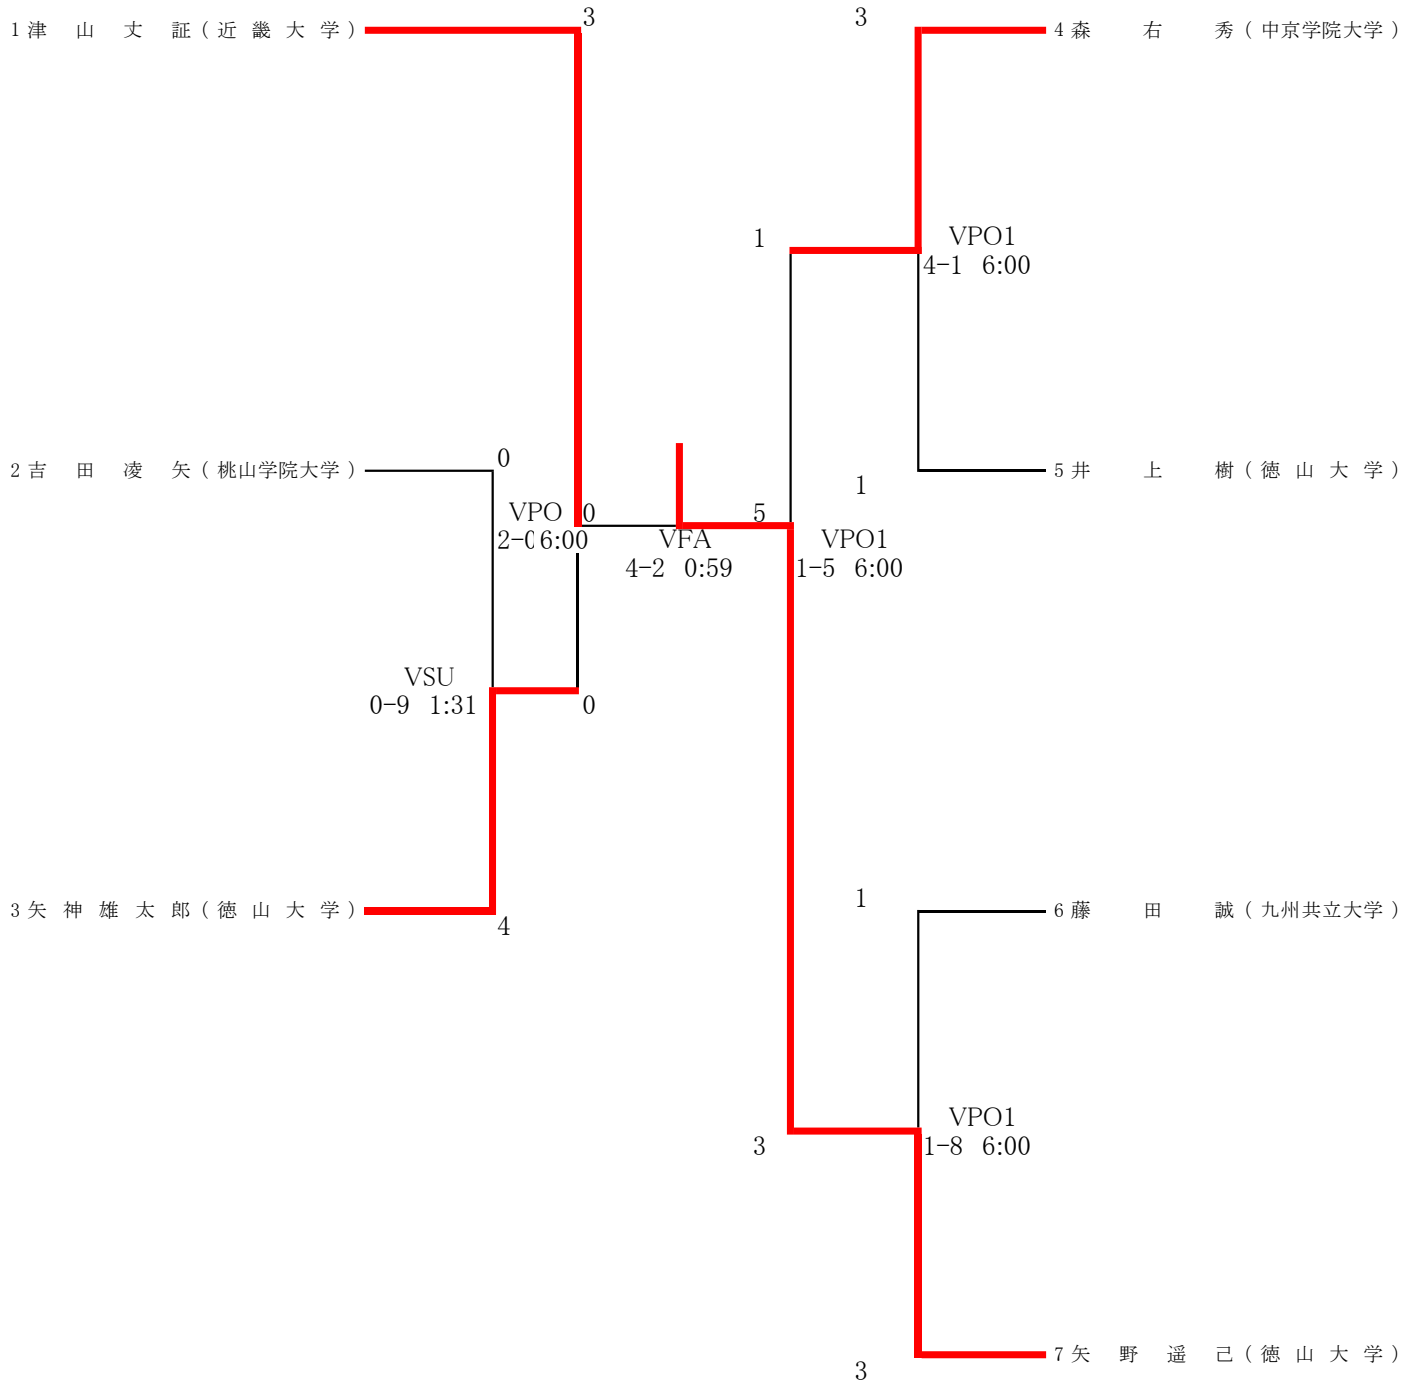 3
3
1 津山丈証(近畿大学)
4 森右秀(中京学院大学)
1
VPO1
4-1 6:00
0
2 吉田凌矢(桃山学院大学)
5 井上樹(徳山大学)
1
VPO
0
5
2-0 6:00
VFA
VPO1
4-2 0:59
1-5 6:00
VSU
0-9 1:31
0
1
3 矢神雄太郎(徳山大学)
6 藤田誠(九州共立大学)
4
VPO1
3
1-8 6:00
7 矢野遥己(徳山大学)
3